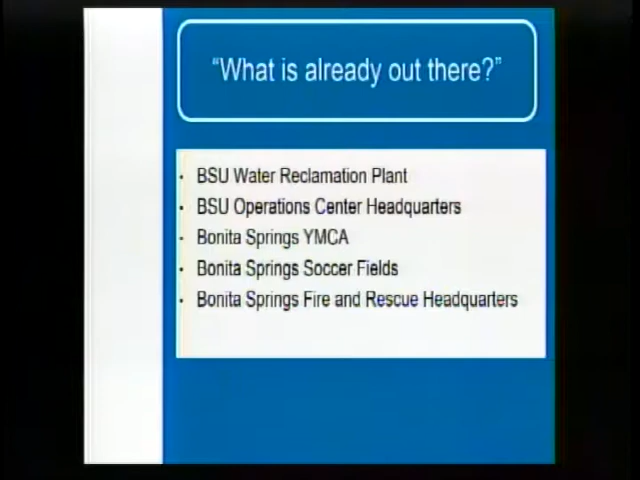 “What is already out there?”
· BSU Water Reclamation Plant
· BSU Operations Center Headquarters
· Bonita Springs YMCA
· Bonita Springs Soccer Fields
· Bonita Springs Fire and Rescue Headquarters